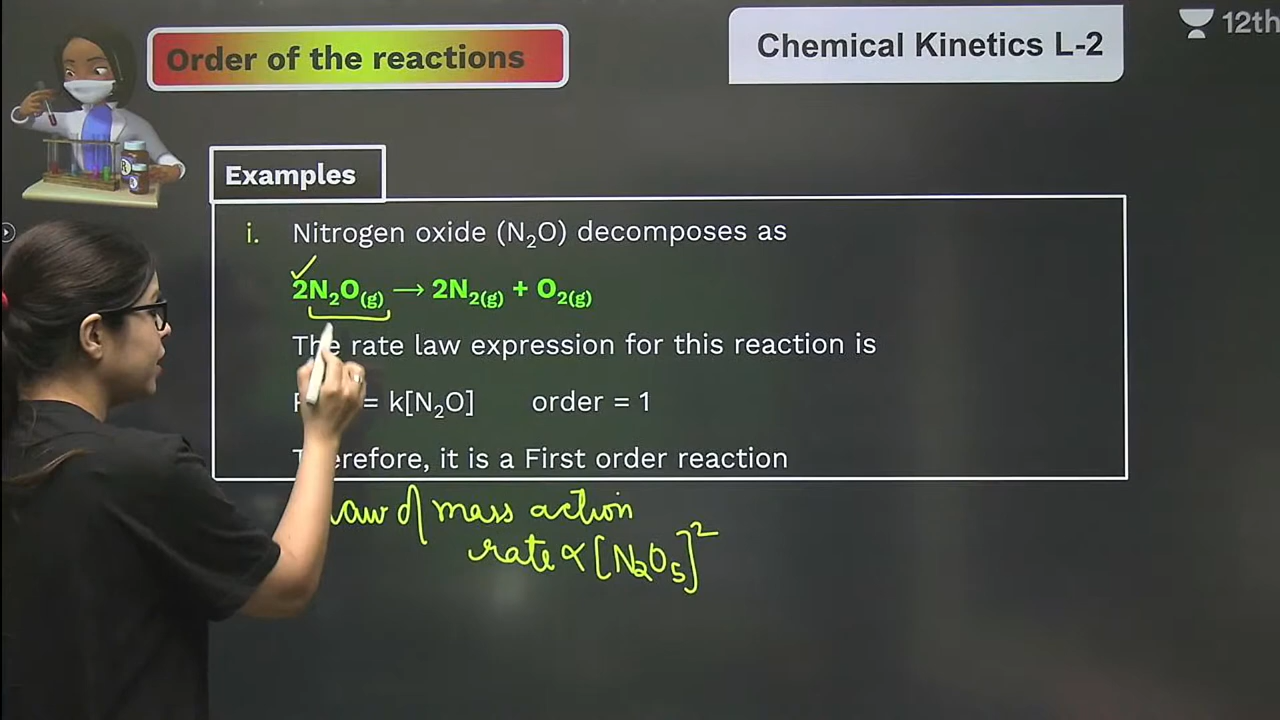 Order of the reactions
Chemical Kinetics L-2
12th
Examples
i. Nitrogen oxide (N₂O) decomposes as
2N₂O(g) → 2N₂(g) + O₂(g)
The rate law expression for this reaction is
= k[N₂O] order = 1
Therefore, it is a First order reaction
Law of mass action
rate ∝ [N₂O₅]²